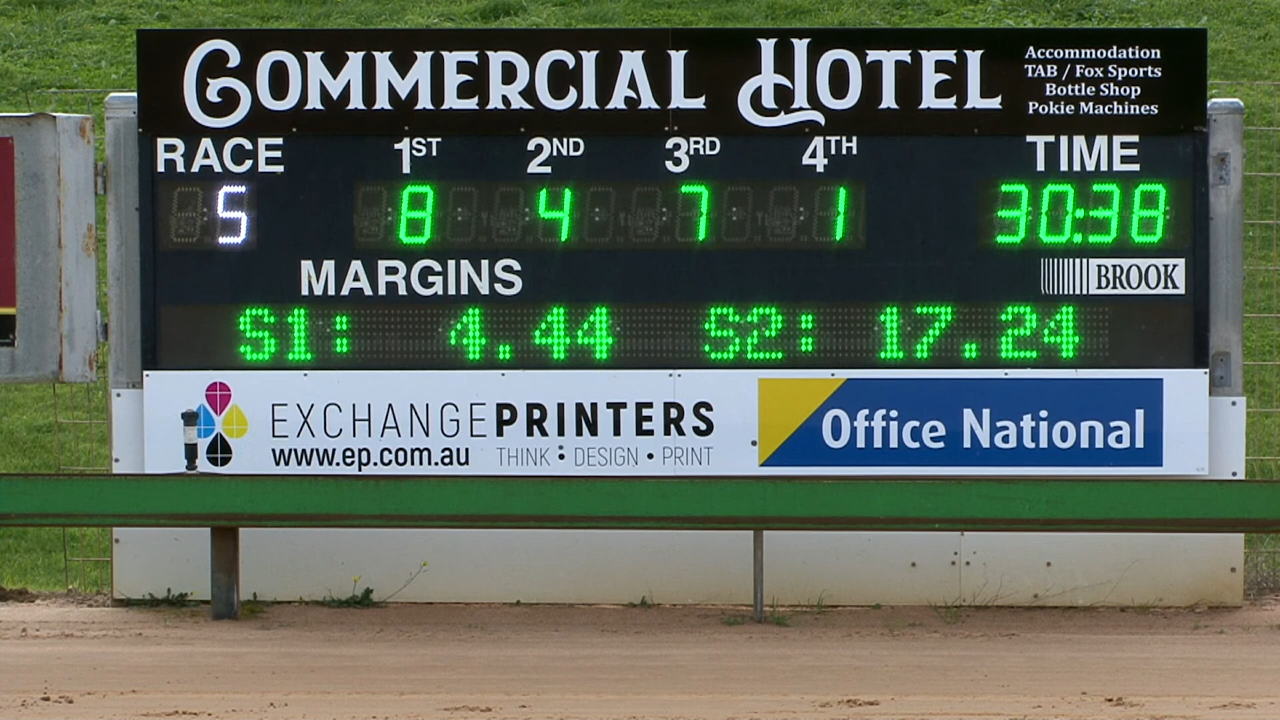 COMMERCIAL HOTEL
Accommodation
TAB / Fox Sports
Bottle Shop
Pokie Machines
RACE 1ST 2ND 3RD 4TH TIME
5 8 4 7 1 30:38
MARGINS
BROOK
S1: 4.44 S2: 17.24
EXCHANGEPRINTERS
www.ep.com.au THINK • DESIGN • PRINT
Office National